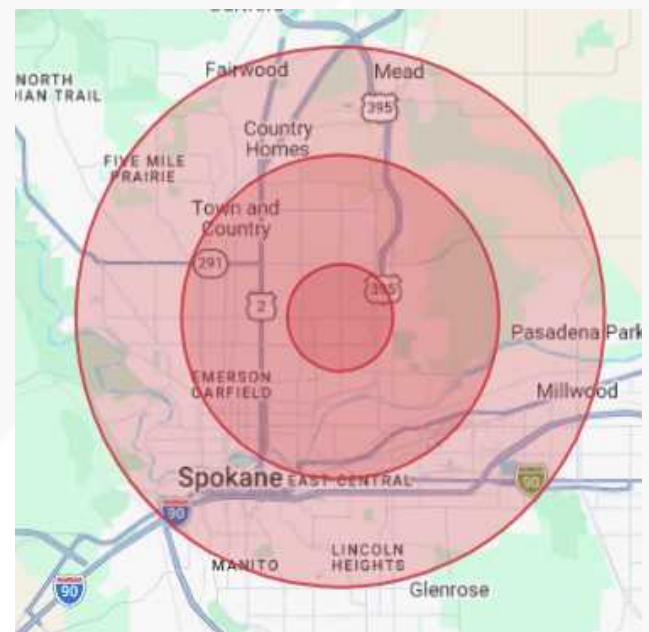 Fairwood
Mead
NORTH
IAN TRAIL
395
Country
Homes
FIVE MILE
PRAIRIE
Town and
Country
291
395
2
Pasadena Park
EMERSON
GARFIELD
Millwood
Spokane
EAST CENTRAL
90
90
MANITO
LINCOLN
HEIGHTS
90
Glenrose